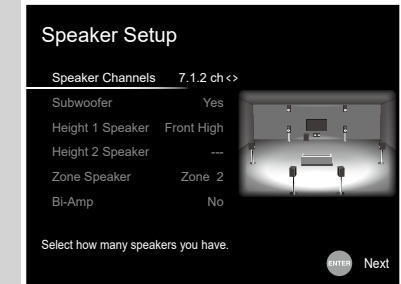 Speaker Setup
Speaker Channels 7.1.2 ch <>
Subwoofer Yes
Height 1 Speaker Front High
Height 2 Speaker ---
Zone Speaker Zone 2
Bi-Amp No
Select how many speakers you have.
ENTER Next